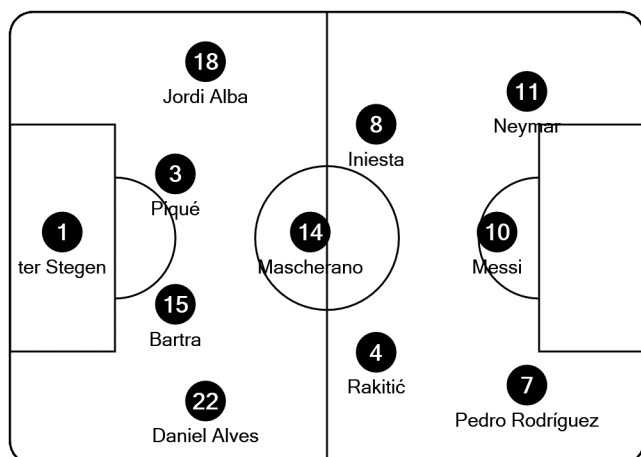 18
Jordi Alba
11
Neymar
8
Iniesta
3
Piqué
1
ter Stegen
14
Mascherano
10
Messi
15
Bartra
4
Rakitić
7
Pedro Rodríguez
22
Daniel Alves